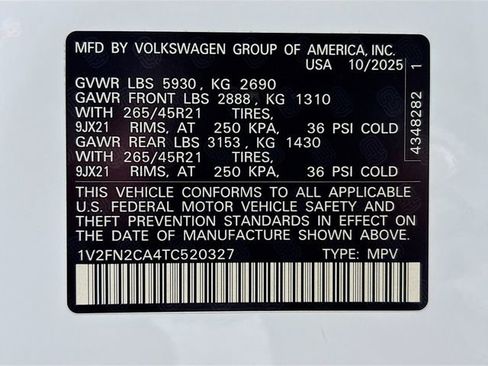 MFD BY VOLKSWAGEN GROUP OF AMERICA, INC.
USA 10/2025
GVWR LBS 5930 , KG 2690
GAWR FRONT LBS 2888 , KG 1310
WITH 265/45R21 TIRES,
9JX21 RIMS, AT 250 KPA, 36 PSI COLD
GAWR REAR LBS 3153 , KG 1430
WITH 265/45R21 TIRES,
9JX21 RIMS, AT 250 KPA, 36 PSI COLD
THIS VEHICLE CONFORMS TO ALL APPLICABLE
U.S. FEDERAL MOTOR VEHICLE SAFETY AND
THEFT PREVENTION STANDARDS IN EFFECT ON
THE DATE OF MANUFACTURE SHOWN ABOVE.
1V2FN2CA4TC520327 TYPE: MPV
4348282 1